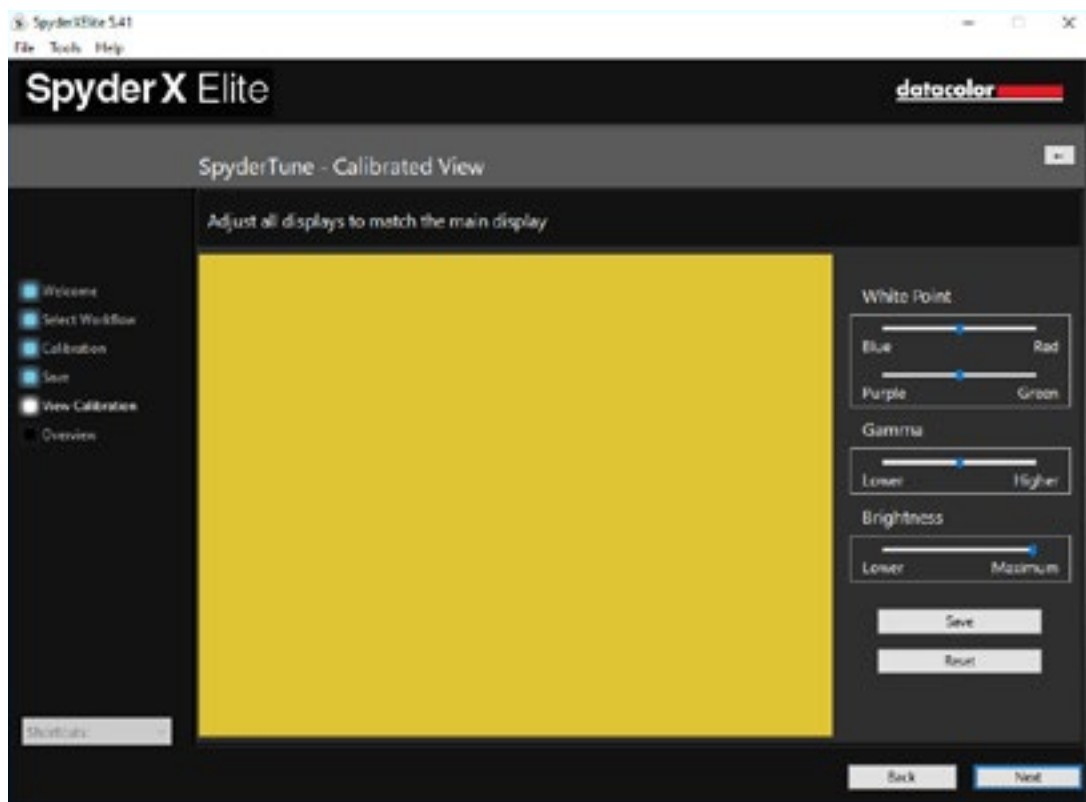 SpyderXElite 5.41
File Tools Help
SpyderX Elite
datacolor
SpyderTune - Calibrated View
Adjust all displays to match the main display
Welcome
Select Workflow
Calibration
Save
View Calibration
Overview
Shortcuts:
White Point
Blue Red
Purple Green
Gamma
Lower Higher
Brightness
Lower Maximum
Save
Reset
Back Next